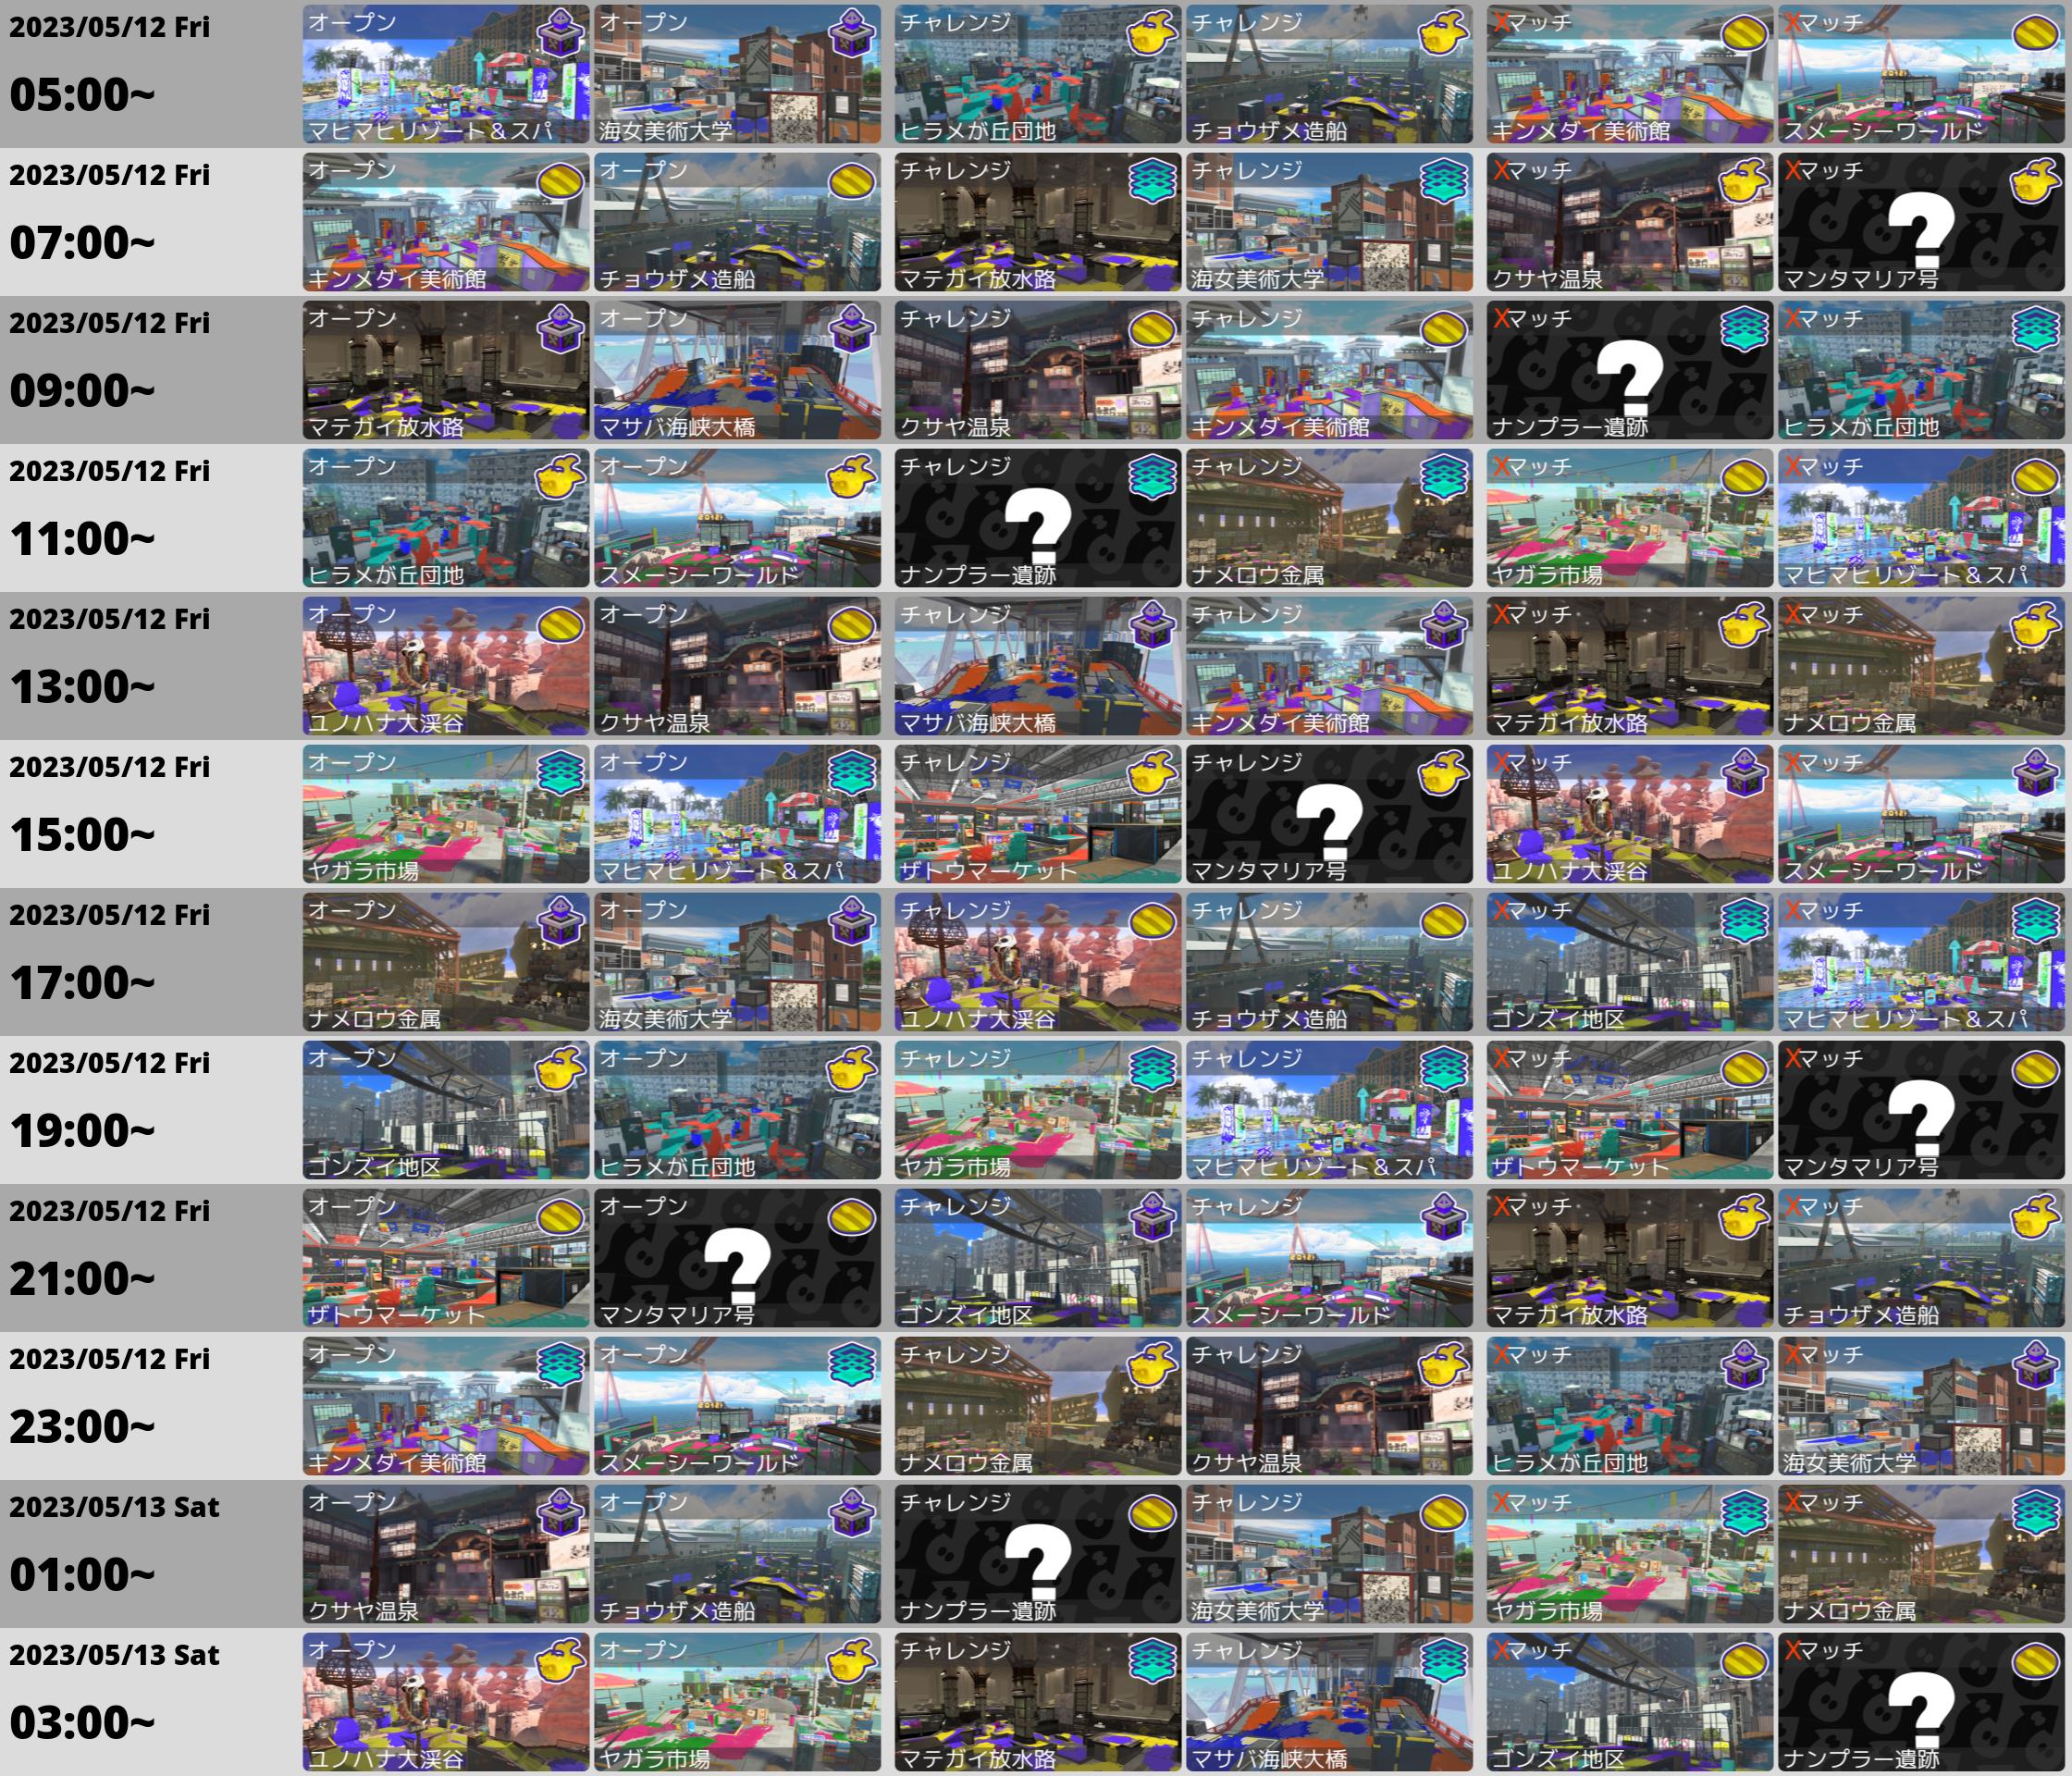 2023/05/12 Fri
05:00~
オープン
マヒマヒリゾート＆スパ
オープン
海女美術大学
チャレンジ
ヒラメが丘団地
チャレンジ
チョウザメ造船
Xマッチ
キンメダイ美術館
Xマッチ
スメーシーワールド
2023/05/12 Fri
07:00~
オープン
キンメダイ美術館
オープン
チョウザメ造船
チャレンジ
マテガイ放水路
チャレンジ
海女美術大学
Xマッチ
クサヤ温泉
Xマッチ
?
マンタマリア号
2023/05/12 Fri
09:00~
オープン
マテガイ放水路
オープン
マサバ海峡大橋
チャレンジ
クサヤ温泉
チャレンジ
キンメダイ美術館
Xマッチ
?
ナンプラー遺跡
Xマッチ
ヒラメが丘団地
2023/05/12 Fri
11:00~
オープン
ヒラメが丘団地
オープン
スメーシーワールド
チャレンジ
?
ナンプラー遺跡
チャレンジ
ナメロウ金属
Xマッチ
ヤガラ市場
Xマッチ
マヒマヒリゾート＆スパ
2023/05/12 Fri
13:00~
オープン
ユノハナ大渓谷
オープン
クサヤ温泉
チャレンジ
マサバ海峡大橋
チャレンジ
キンメダイ美術館
Xマッチ
マテガイ放水路
Xマッチ
ナメロウ金属
2023/05/12 Fri
15:00~
オープン
ヤガラ市場
オープン
マヒマヒリゾート＆スパ
チャレンジ
ザトウマーケット
チャレンジ
?
マンタマリア号
Xマッチ
ユノハナ大渓谷
Xマッチ
スメーシーワールド
2023/05/12 Fri
17:00~
オープン
ナメロウ金属
オープン
海女美術大学
チャレンジ
ユノハナ大渓谷
チャレンジ
チョウザメ造船
Xマッチ
ゴンズイ地区
Xマッチ
マヒマヒリゾート＆スパ
2023/05/12 Fri
19:00~
オープン
ゴンズイ地区
オープン
ヒラメが丘団地
チャレンジ
ヤガラ市場
チャレンジ
マヒマヒリゾート＆スパ
Xマッチ
ザトウマーケット
Xマッチ
?
マンタマリア号
2023/05/12 Fri
21:00~
オープン
ザトウマーケット
オープン
?
マンタマリア号
チャレンジ
ゴンズイ地区
チャレンジ
スメーシーワールド
Xマッチ
マテガイ放水路
Xマッチ
チョウザメ造船
2023/05/12 Fri
23:00~
オープン
キンメダイ美術館
オープン
スメーシーワールド
チャレンジ
ナメロウ金属
チャレンジ
クサヤ温泉
Xマッチ
ヒラメが丘団地
Xマッチ
海女美術大学
2023/05/13 Sat
01:00~
オープン
クサヤ温泉
オープン
チョウザメ造船
チャレンジ
?
ナンプラー遺跡
チャレンジ
海女美術大学
Xマッチ
ヤガラ市場
Xマッチ
ナメロウ金属
2023/05/13 Sat
03:00~
オープン
ユノハナ大渓谷
オープン
ヤガラ市場
チャレンジ
マテガイ放水路
チャレンジ
マサバ海峡大橋
Xマッチ
ゴンズイ地区
Xマッチ
?
ナンプラー遺跡